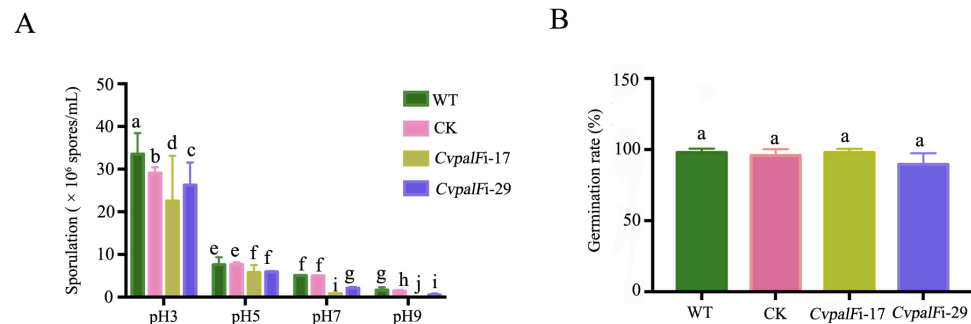 A
Sporulation ( × 10⁶ spores/mL)
50
40
30
20
10
0
a
b
d
c
e
e
f
f
f
f
i
g
g
h
j
i
pH3
pH5
pH7
pH9
WT
CK
CvpalFi-17
CvpalFi-29
B
Germination rate (%)
150
100
50
0
a
a
a
a
WT
CK
CvpalFi-17
CvpalFi-29